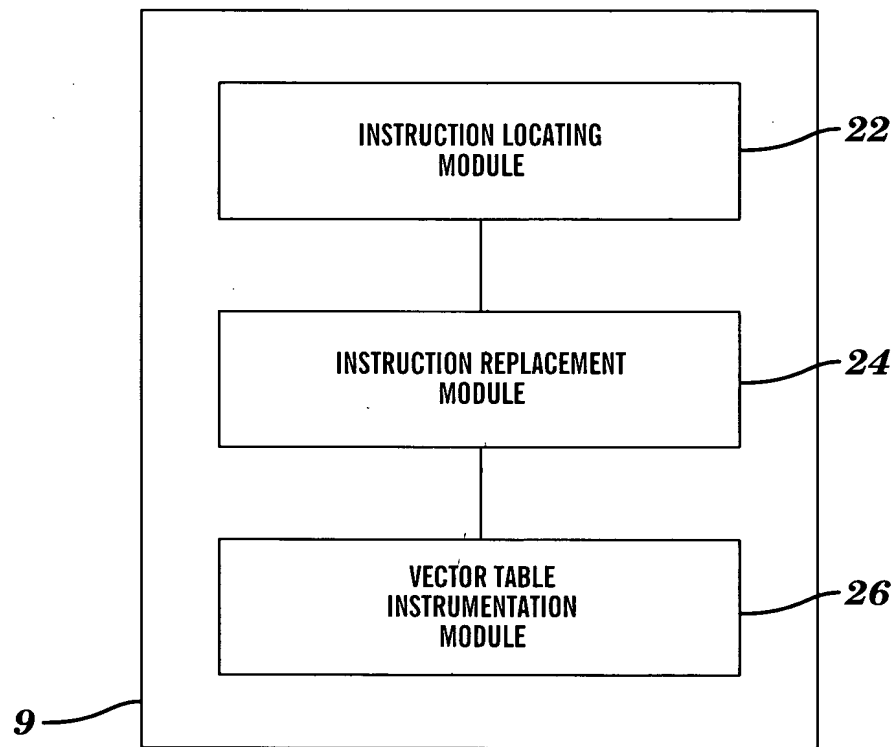 INSTRUCTION LOCATING
MODULE
22
INSTRUCTION REPLACEMENT
MODULE
24
VECTOR TABLE
INSTRUMENTATION
MODULE
26
9